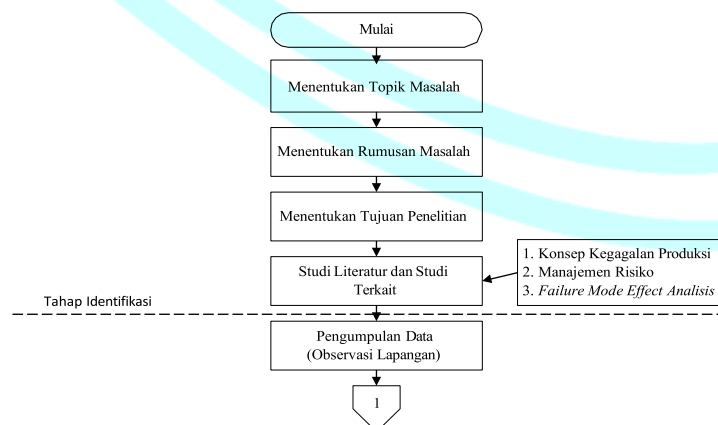 Mulai
Menentukan Topik Masalah
Menentukan Rumusan Masalah
Menentukan Tujuan Penelitian
Studi Literatur dan Studi
Terkait
1. Konsep Kegagalan Produksi
2. Manajemen Risiko
3. Failure Mode Effect Analisis
Tahap Identifikasi
Pengumpulan Data
(Observasi Lapangan)
1